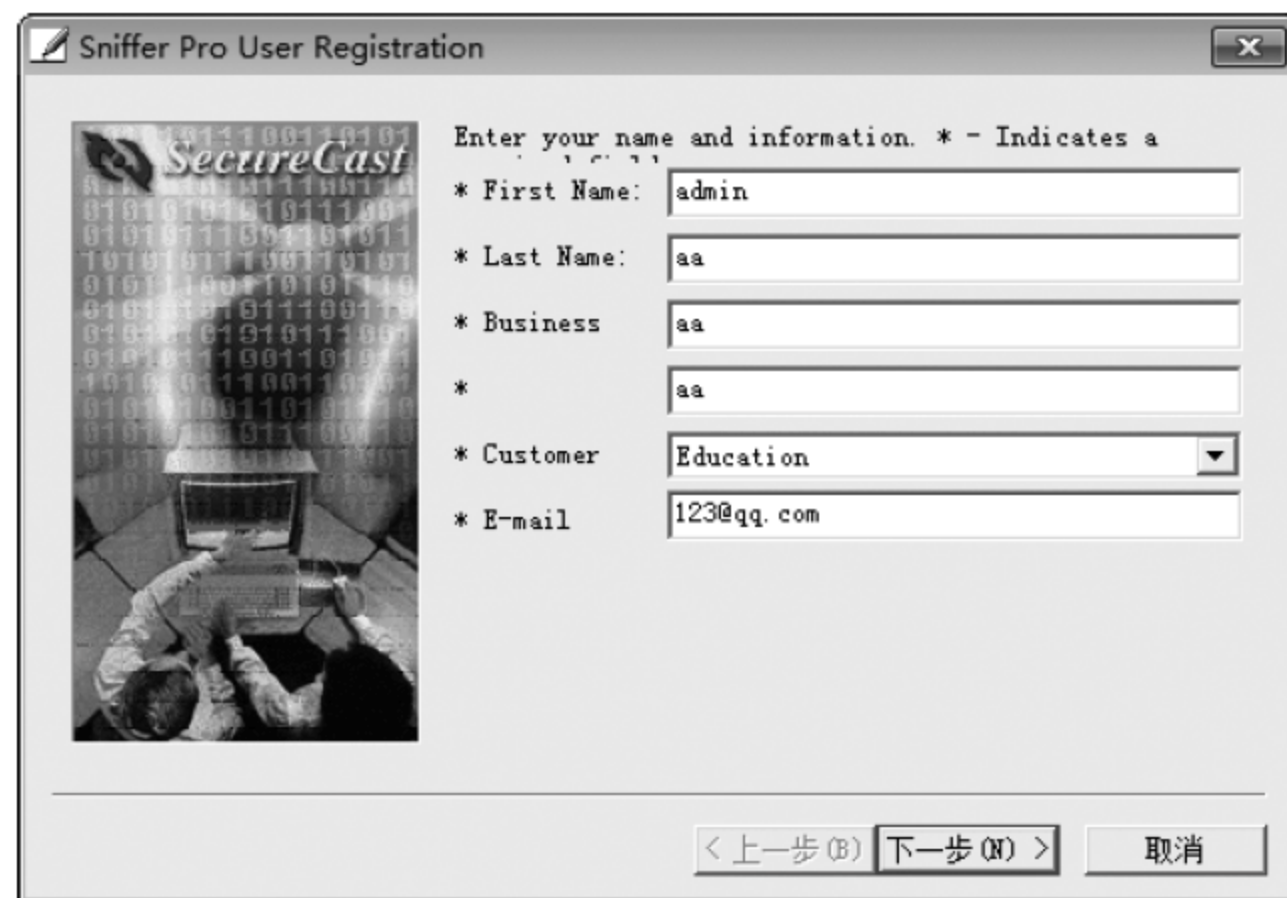 Sniffer Pro User Registration
SecureCast
Enter your name and information. * - Indicates a
* First Name: admin
* Last Name: aa
* Business aa
* aa
* Customer Education
* E-mail 123@qq.com
< 上一步(B) 下一步(N) > 取消